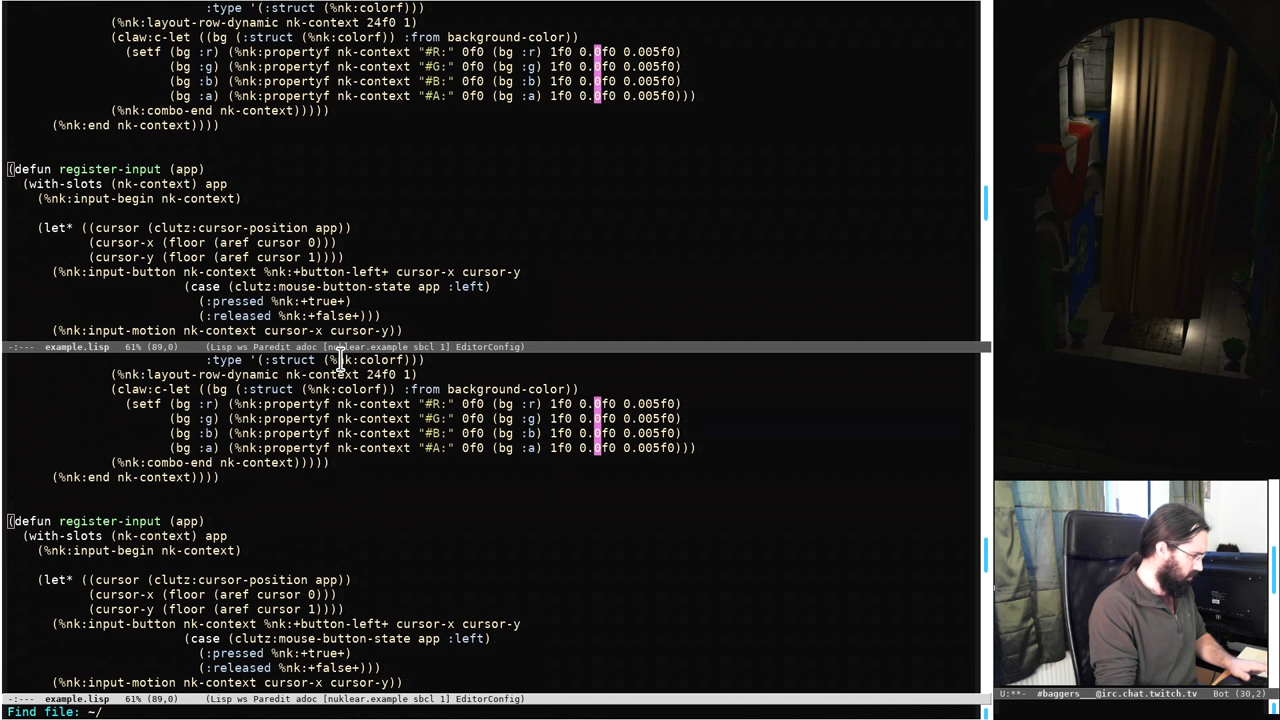 :type '(:struct (%nk:colorf)))
(%nk:layout-row-dynamic nk-context 24f0 1)
(claw:c-let ((bg (:struct (%nk:colorf)) :from background-color))
(setf (bg :r) (%nk:propertyf nk-context "#R:" 0f0 (bg :r) 1f0 0.0f0 0.005f0)
(bg :g) (%nk:propertyf nk-context "#G:" 0f0 (bg :g) 1f0 0.0f0 0.005f0)
(bg :b) (%nk:propertyf nk-context "#B:" 0f0 (bg :b) 1f0 0.0f0 0.005f0)
(bg :a) (%nk:propertyf nk-context "#A:" 0f0 (bg :a) 1f0 0.0f0 0.005f0)))
(%nk:combo-end nk-context)))))
(%nk:end nk-context))))
(defun register-input (app)
(with-slots (nk-context) app
(%nk:input-begin nk-context)
(let* ((cursor (clutz:cursor-position app))
(cursor-x (floor (aref cursor 0)))
(cursor-y (floor (aref cursor 1))))
(%nk:input-button nk-context %nk:+button-left+ cursor-x cursor-y
(case (clutz:mouse-button-state app :left)
(:pressed %nk:+true+)
(:released %nk:+false+)))
(%nk:input-motion nk-context cursor-x cursor-y))
-:--- example.lisp 61% (89,0) (Lisp ws Paredit adoc [nuklear.example sbcl 1] EditorConfig)
:type '(:struct (%nk:colorf)))
(%nk:layout-row-dynamic nk-context 24f0 1)
(claw:c-let ((bg (:struct (%nk:colorf)) :from background-color))
(setf (bg :r) (%nk:propertyf nk-context "#R:" 0f0 (bg :r) 1f0 0.0f0 0.005f0)
(bg :g) (%nk:propertyf nk-context "#G:" 0f0 (bg :g) 1f0 0.0f0 0.005f0)
(bg :b) (%nk:propertyf nk-context "#B:" 0f0 (bg :b) 1f0 0.0f0 0.005f0)
(bg :a) (%nk:propertyf nk-context "#A:" 0f0 (bg :a) 1f0 0.0f0 0.005f0)))
(%nk:combo-end nk-context)))))
(%nk:end nk-context))))
(defun register-input (app)
(with-slots (nk-context) app
(%nk:input-begin nk-context)
(let* ((cursor (clutz:cursor-position app))
(cursor-x (floor (aref cursor 0)))
(cursor-y (floor (aref cursor 1))))
(%nk:input-button nk-context %nk:+button-left+ cursor-x cursor-y
(case (clutz:mouse-button-state app :left)
(:pressed %nk:+true+)
(:released %nk:+false+)))
(%nk:input-motion nk-context cursor-x cursor-y))
-:--- example.lisp 61% (89,0) (Lisp ws Paredit adoc [nuklear.example sbcl 1] EditorConfig)
U:**- #baggers___@irc.chat.twitch.tv Bot (30,2)
Find file: ~/